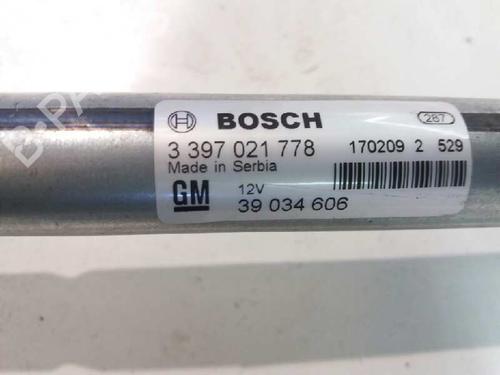 BOSCH 287
3 397 021 778 170209 2 529
Made in Serbia
GM 12V
39 034 606